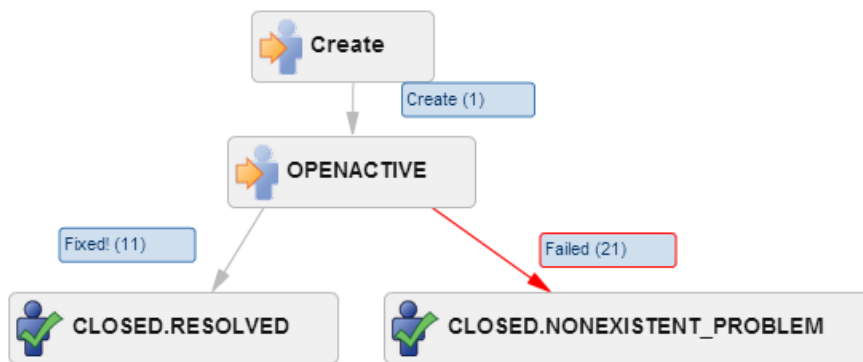 Create
Create (1)
OPENACTIVE
Fixed! (11)
Failed (21)
CLOSED.RESOLVED
CLOSED.NONEXISTENT_PROBLEM